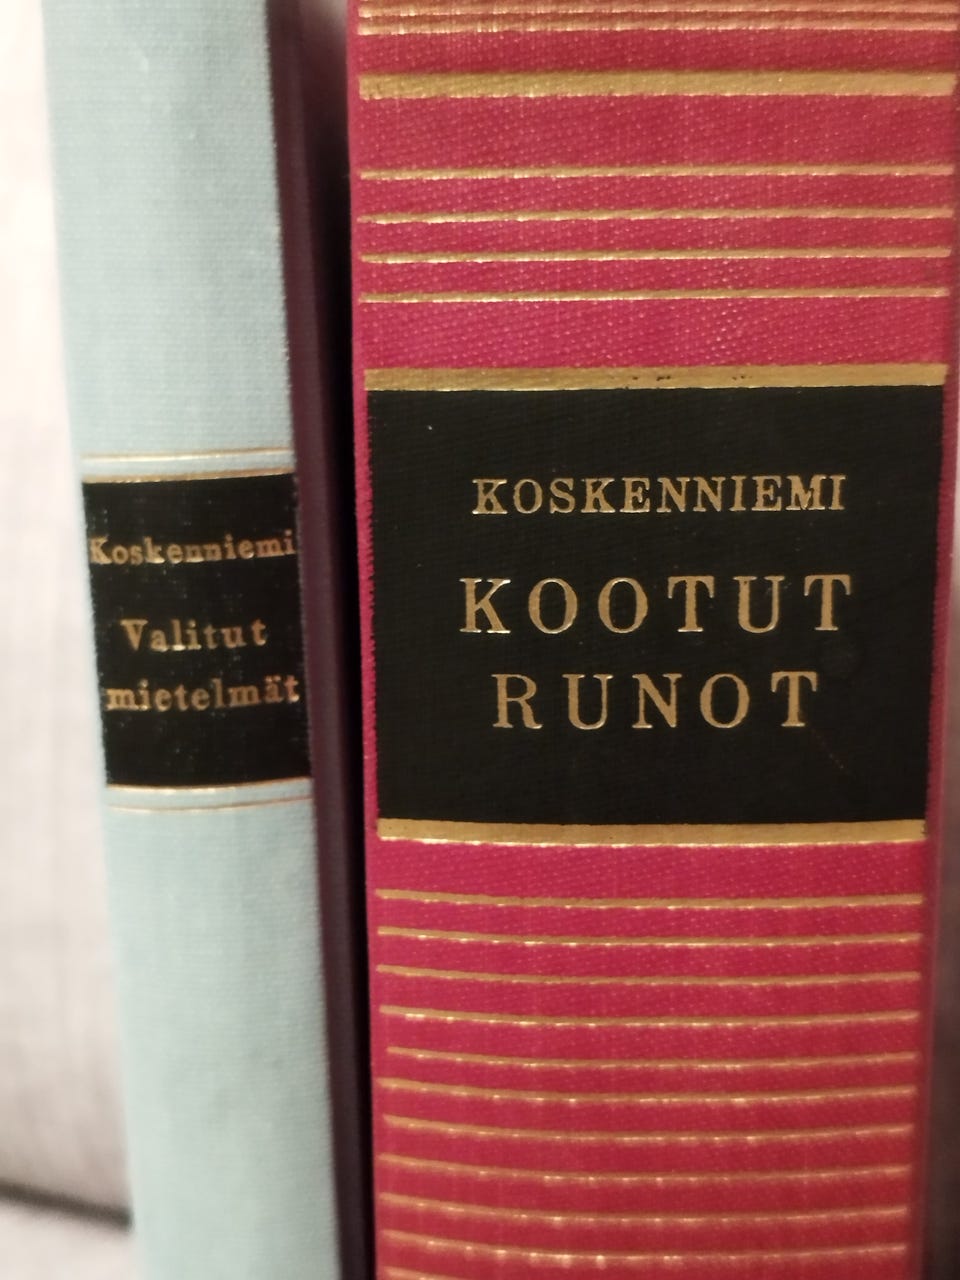 Koskenniemi
Valitut
mietelmät
KOSKENNIEMI
KOOTUT
RUNOT